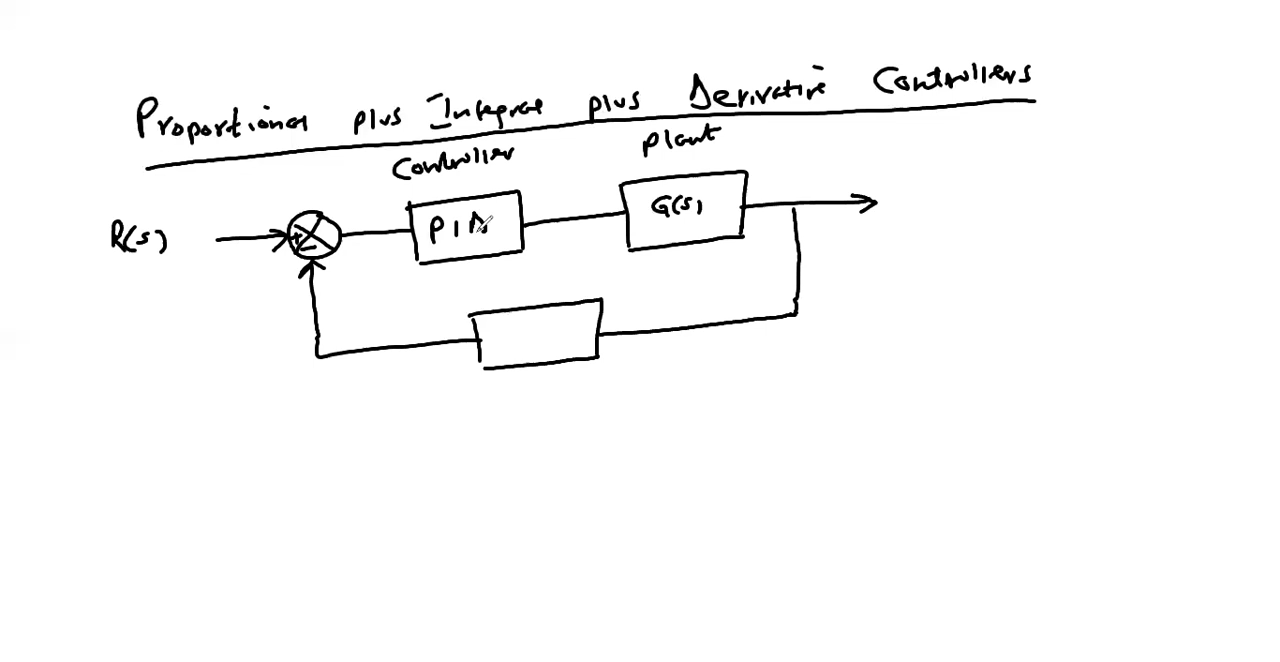 Proportional plus Integral plus Derivative Controllers
Controller
plant
R(s)
+
-
PID
G(s)